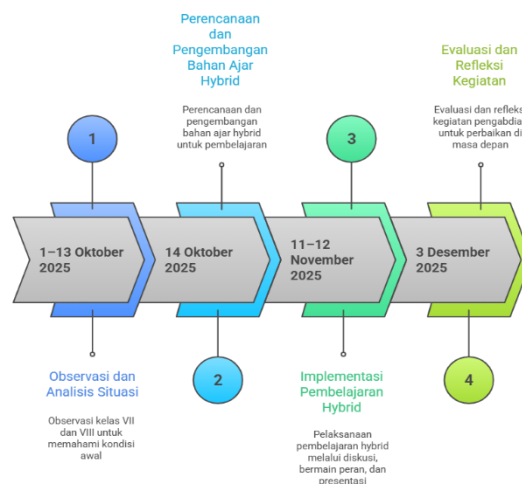 Perencanaan
dan
Pengembangan
Bahan Ajar
Hybrid
Perencanaan dan
pengembangan
bahan ajar hybrid
untuk pembelajaran
Evaluasi dan
Refleksi
Kegiatan
Evaluasi dan refleks
kegiatan pengabdia
untuk perbaikan di
masa depan
1
3
1–13 Oktober
2025
14 Oktober
2025
11–12
November
2025
3 Desember
2025
2
4
Observasi dan
Analisis Situasi
Observasi kelas VII
dan VIII untuk
memahami kondisi
awal
Implementasi
Pembelajaran
Hybrid
Pelaksanaan
pembelajaran hybrid
melalui diskusi,
bermain peran, dan
presentasi